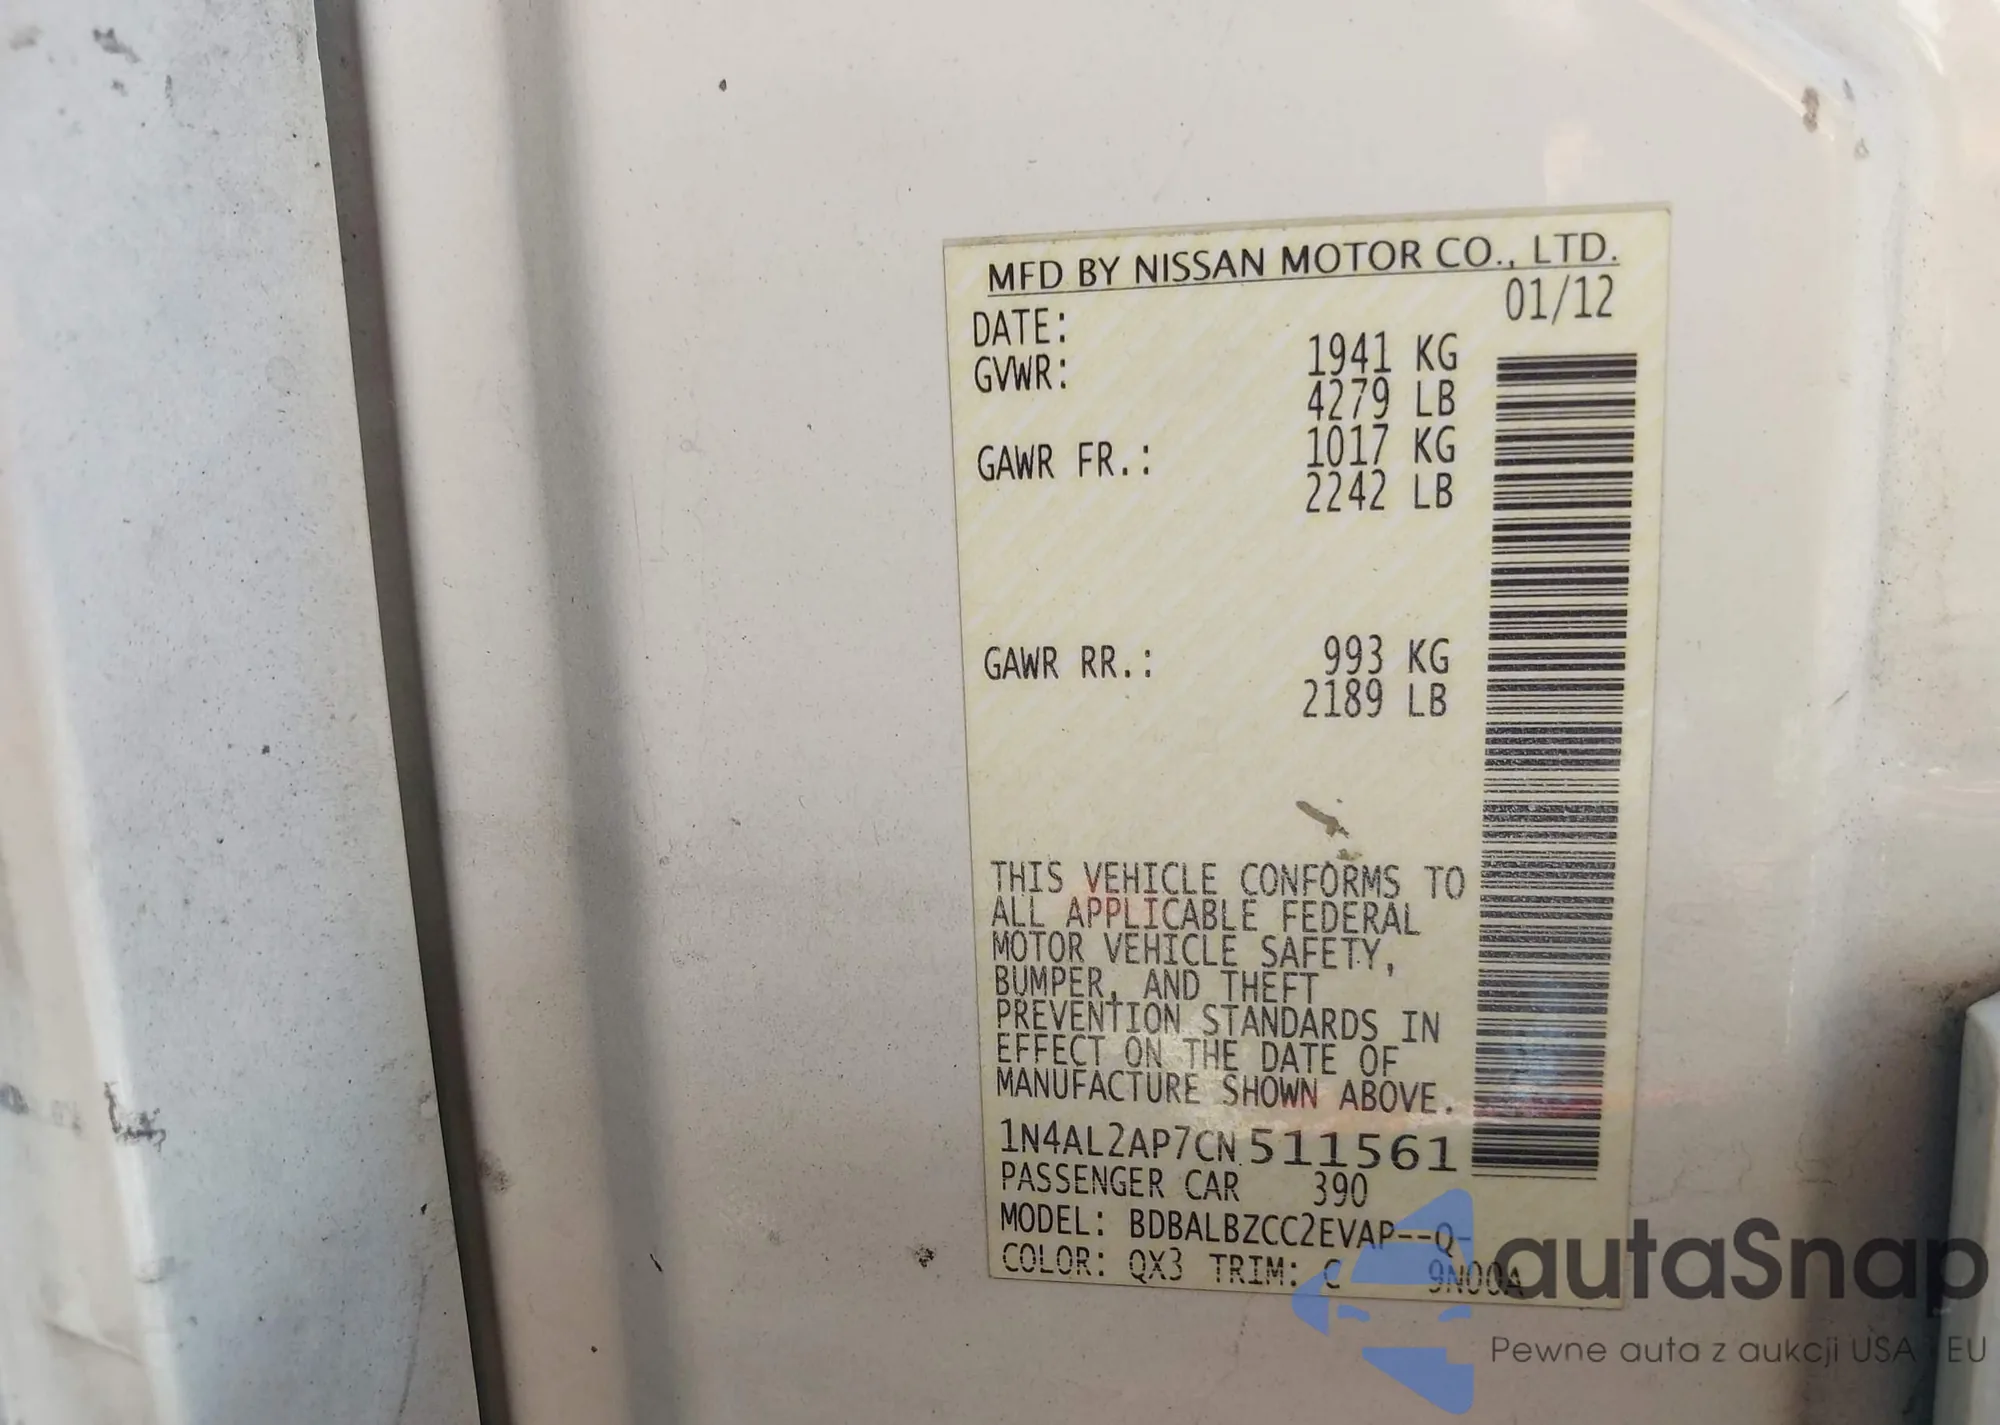 MFD BY NISSAN MOTOR CO., LTD.
DATE: 01/12
GVWR: 1941 KG
4279 LB
GAWR FR.: 1017 KG
2242 LB
GAWR RR.: 993 KG
2189 LB
THIS VEHICLE CONFORMS TO
ALL APPLICABLE FEDERAL
MOTOR VEHICLE SAFETY,
BUMPER, AND THEFT
PREVENTION STANDARDS IN
EFFECT ON THE DATE OF
MANUFACTURE SHOWN ABOVE.
1N4AL2AP7CN 511561
PASSENGER CAR 390
MODEL: BDBALBZCC2EVAP--Q-
COLOR: QX3 TRIM: C 9N00A
autoSnap
Pewne auta z aukcji USA i EU